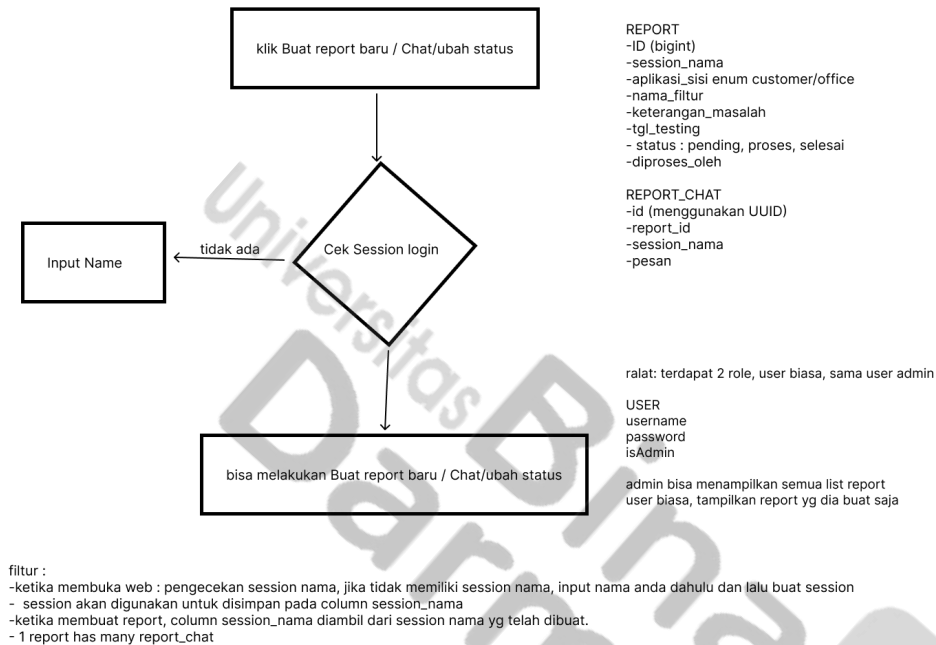 klik Buat report baru / Chat/ubah status
REPORT
-ID (bigint)
-session_nama
-aplikasi_sisi enum customer/office
-nama_filtur
-keterangan_masalah
-tgl_testing
- status : pending, proses, selesai
-diproses_oleh
REPORT_CHAT
-id (menggunakan UUID)
-report_id
-session_nama
-pesan
Cek Session login
tidak ada
Input Name
ralat: terdapat 2 role, user biasa, sama user admin
USER
username
password
isAdmin
admin bisa menampilkan semua list report
user biasa, tampilkan report yg dia buat saja
bisa melakukan Buat report baru / Chat/ubah status
filtur :
-ketika membuka web : pengecekan session nama, jika tidak memiliki session nama, input nama anda dahulu dan lalu buat session
- session akan digunakan untuk disimpan pada column session_nama
-ketika membuat report, column session_nama diambil dari session nama yg telah dibuat.
- 1 report has many report_chat
Universitas
Bina
Darm